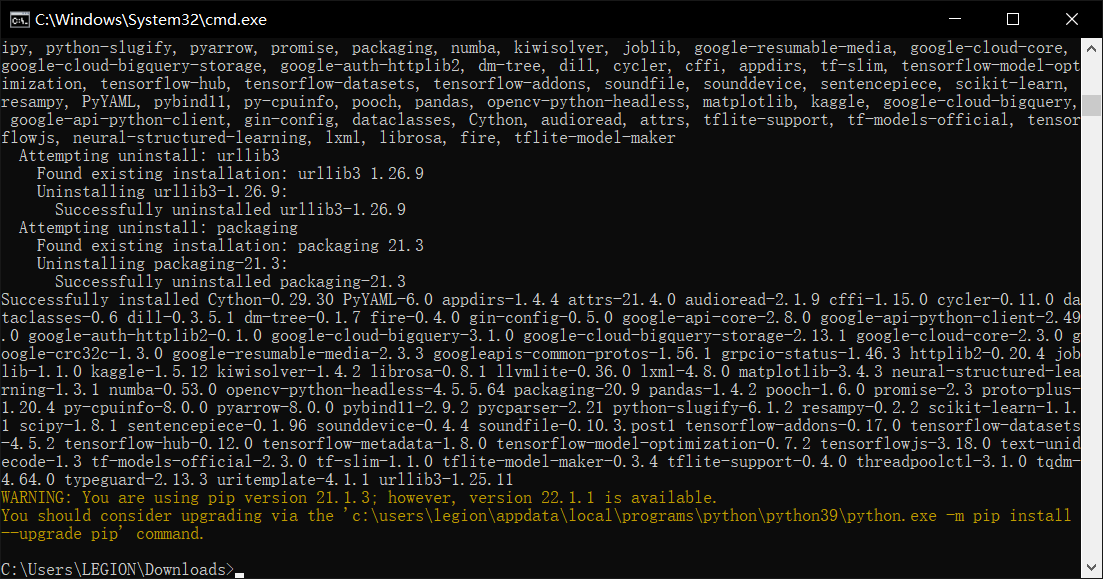 C:\Windows\System32\cmd.exe
ipy, python-slugify, pyarrow, promise, packaging, numba, kiwisolver, joblib, google-resumable-media, google-cloud-core,
google-cloud-bigquery-storage, google-auth-httplib2, dm-tree, dill, cycler, cffi, appdirs, tf-slim, tensorflow-model-opt
imization, tensorflow-hub, tensorflow-datasets, tensorflow-addons, soundfile, sounddevice, sentencepiece, scikit-learn,
resampy, PyYAML, pybind11, py-cpuinfo, pooch, pandas, opencv-python-headless, matplotlib, kaggle, google-cloud-bigquery,
google-api-python-client, gin-config, dataclasses, Cython, audioread, attrs, tflite-support, tf-models-official, tensor
flowjs, neural-structured-learning, lxml, librosa, fire, tflite-model-maker
Attempting uninstall: urllib3
Found existing installation: urllib3 1.26.9
Uninstalling urllib3-1.26.9:
Successfully uninstalled urllib3-1.26.9
Attempting uninstall: packaging
Found existing installation: packaging 21.3
Uninstalling packaging-21.3:
Successfully uninstalled packaging-21.3
Successfully installed Cython-0.29.30 PyYAML-6.0 appdirs-1.4.4 attrs-21.4.0 audioread-2.1.9 cffi-1.15.0 cycler-0.11.0 da
taclasses-0.6 dill-0.3.5.1 dm-tree-0.1.7 fire-0.4.0 gin-config-0.5.0 google-api-core-2.8.0 google-api-python-client-2.49
.0 google-auth-httplib2-0.1.0 google-cloud-bigquery-3.1.0 google-cloud-bigquery-storage-2.13.1 google-cloud-core-2.3.0 g
oogle-crc32c-1.3.0 google-resumable-media-2.3.3 googleapis-common-protos-1.56.1 grpcio-status-1.46.3 httplib2-0.20.4 job
lib-1.1.0 kaggle-1.5.12 kiwisolver-1.4.2 librosa-0.8.1 llvmlite-0.36.0 lxml-4.8.0 matplotlib-3.4.3 neural-structured-lea
rning-1.3.1 numba-0.53.0 opencv-python-headless-4.5.5.64 packaging-20.9 pandas-1.4.2 pooch-1.6.0 promise-2.3 proto-plus-
1.20.4 py-cpuinfo-8.0.0 pyarrow-8.0.0 pybind11-2.9.2 pycparser-2.21 python-slugify-6.1.2 resampy-0.2.2 scikit-learn-1.1.
1 scipy-1.8.1 sentencepiece-0.1.96 sounddevice-0.4.4 soundfile-0.10.3.post1 tensorflow-addons-0.17.0 tensorflow-datasets
-4.5.2 tensorflow-hub-0.12.0 tensorflow-metadata-1.8.0 tensorflow-model-optimization-0.7.2 tensorflowjs-3.18.0 text-unid
ecode-1.3 tf-models-official-2.3.0 tf-slim-1.1.0 tflite-model-maker-0.3.4 tflite-support-0.4.0 threadpoolctl-3.1.0 tqdm-
4.64.0 typeguard-2.13.3 uritemplate-4.1.1 urllib3-1.25.11
WARNING: You are using pip version 21.1.3; however, version 22.1.1 is available.
You should consider upgrading via the 'c:\users\legion\appdata\local\programs\python\python39\python.exe -m pip install
--upgrade pip' command.
C:\Users\LEGION\Downloads>